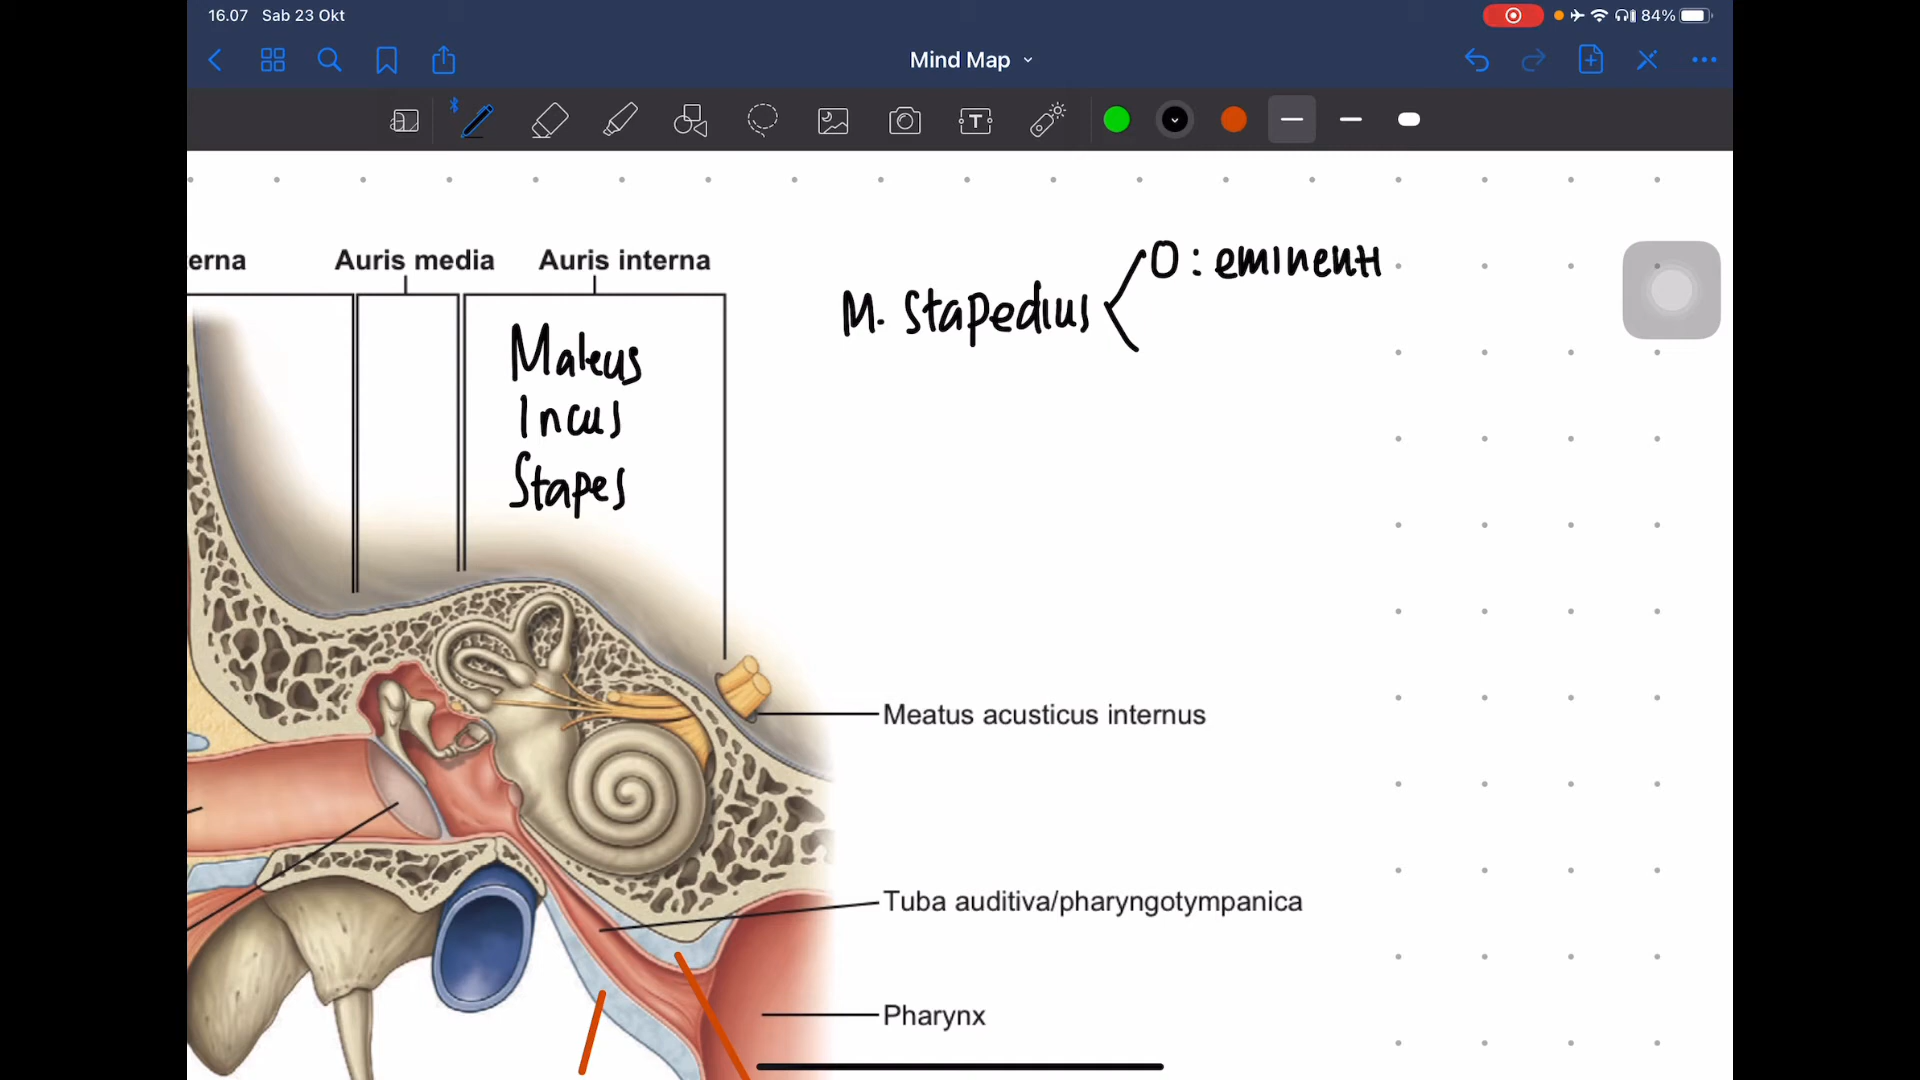 16.07 Sab 23 Okt
84%
Mind Map
erna
Auris media
Auris interna
Maleus
Incus
Stapes
M. Stapedius
O : eminenti
Meatus acusticus internus
Tuba auditiva/pharyngotympanica
Pharynx